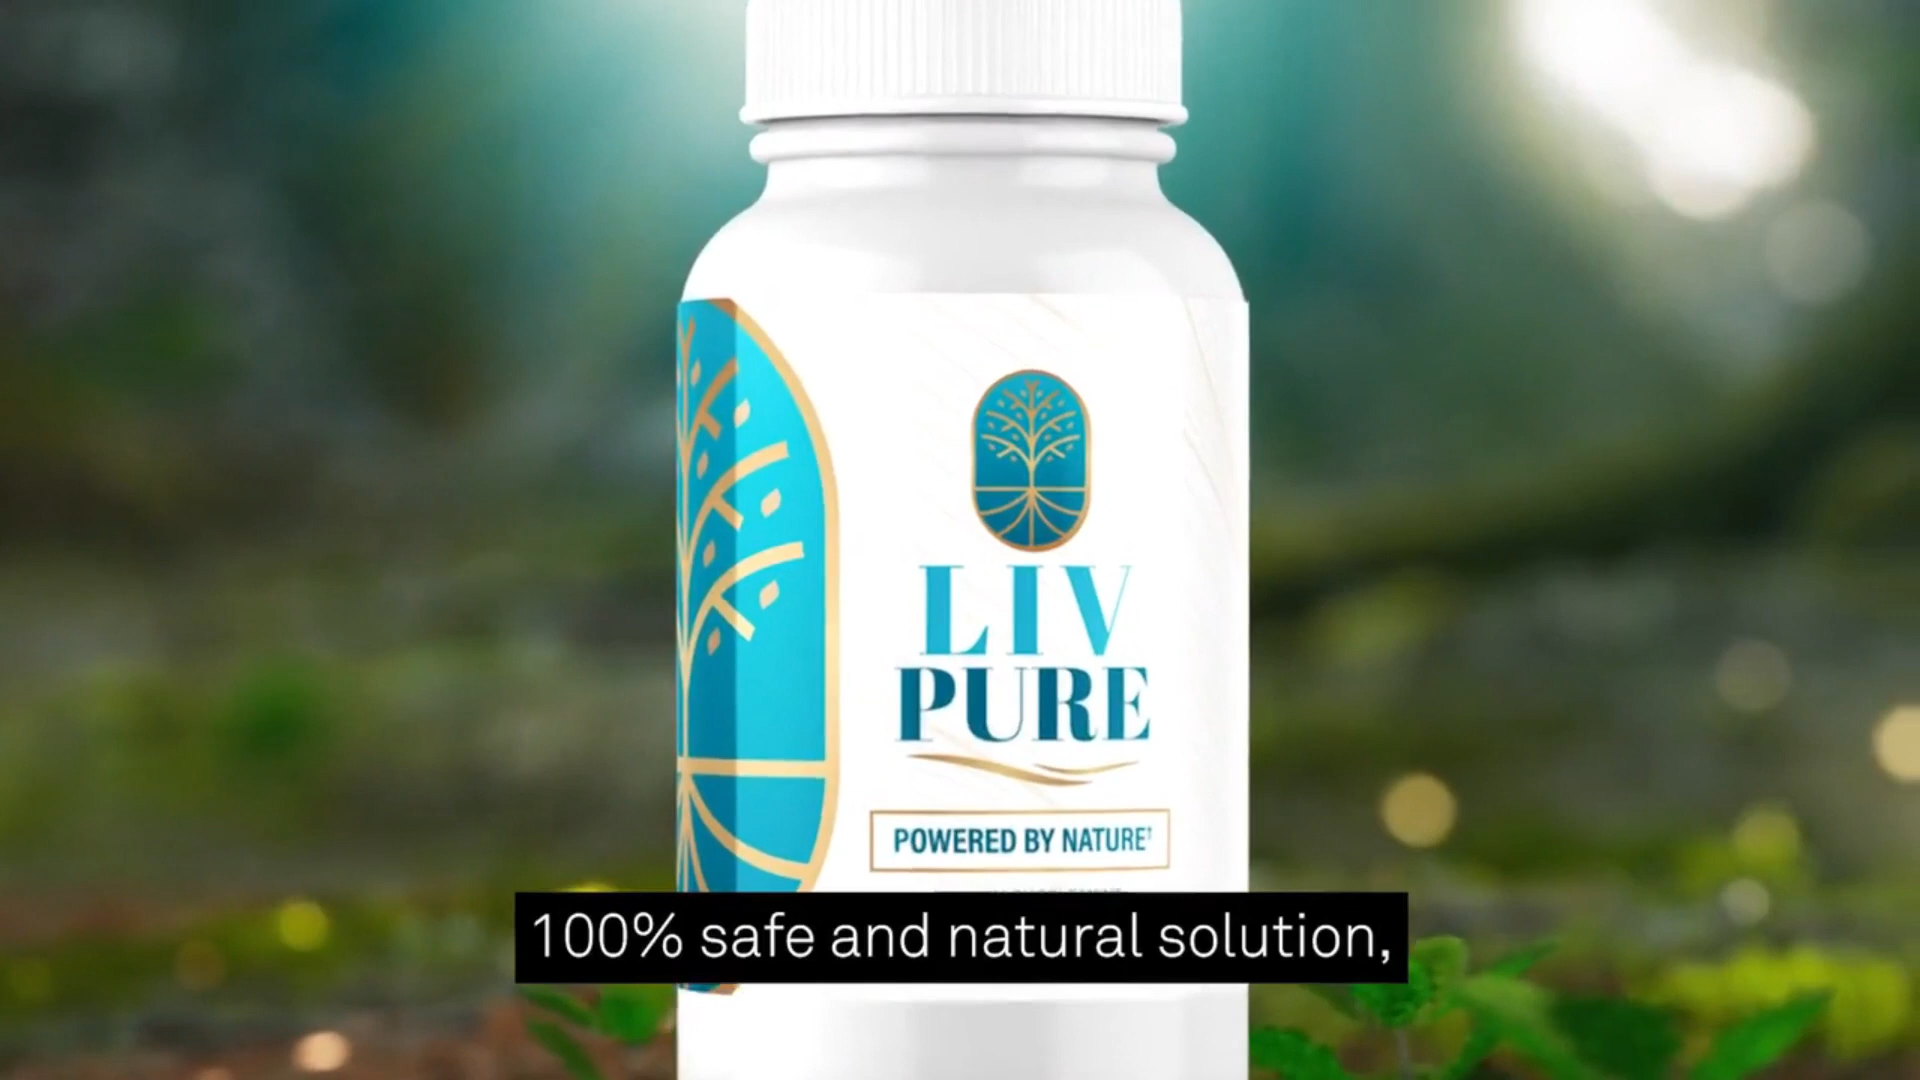 LIV
PURE
POWERED BY NATURE†
100% safe and natural solution,